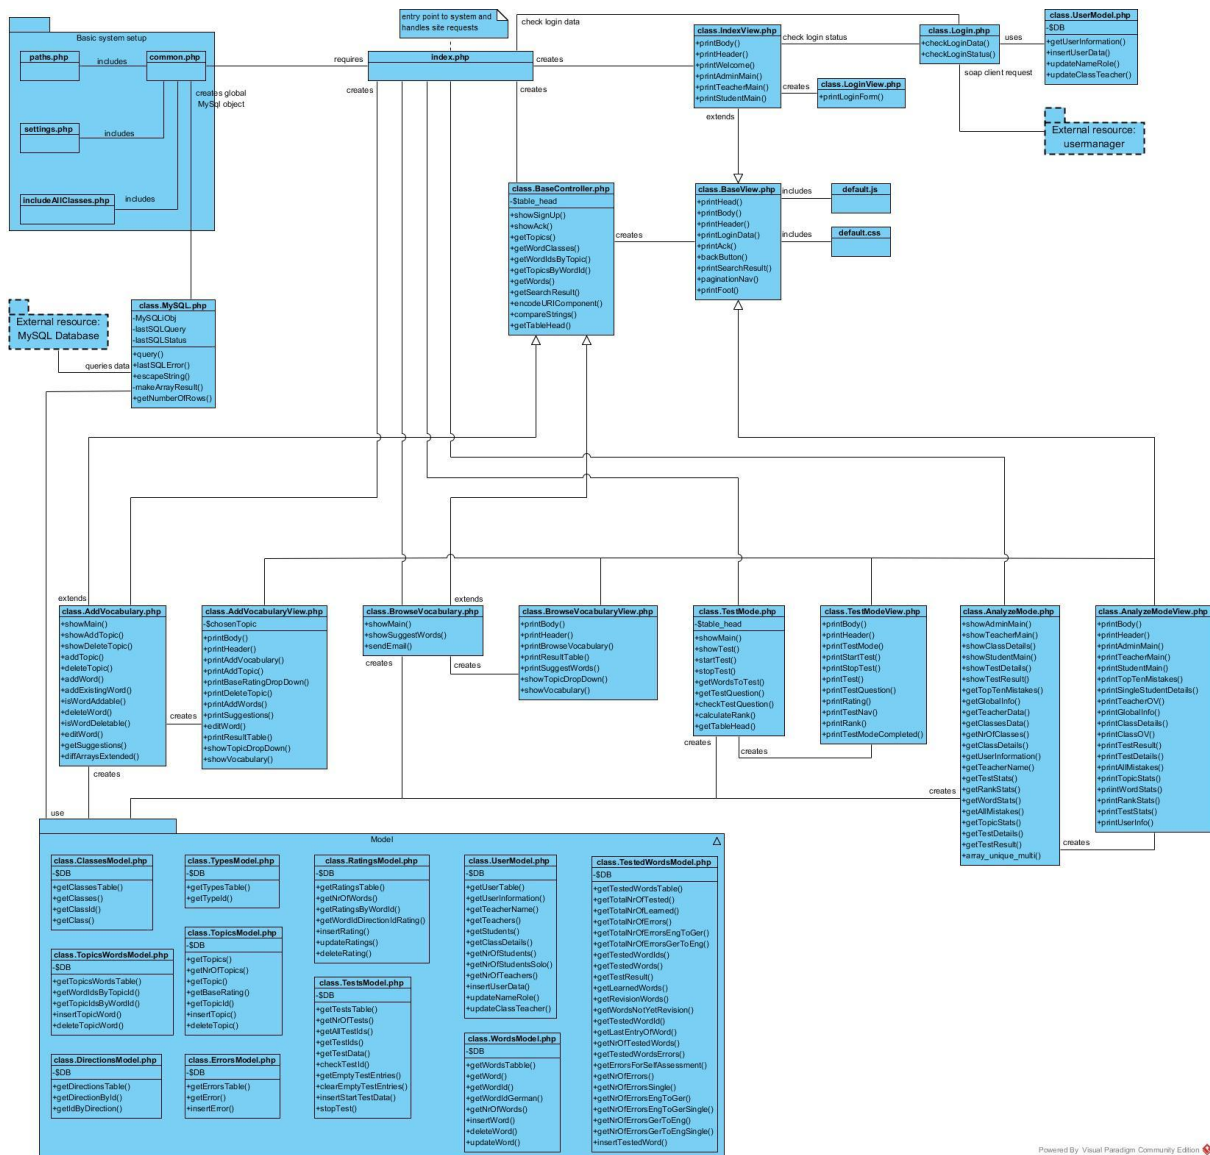 entry point to system and
handles site requests
check login data
Basic system setup
paths.php
includes
common.php
requires
index.php
creates
class.IndexView.php
+printBody()
+printHeader()
+printWelcome()
+printAdminMain()
+printTeacherMain()
+printStudentMain()
check login status
class.Login.php
+checkLoginData()
+checkLoginStatus()
uses
class.UserModel.php
-$DB
+getUserInformation()
+insertUserData()
+updateNameRole()
+updateClassTeacher()
soap client request
creates
class.LoginView.php
+printLoginForm()
External resource:
usermanager
creates global
MySql object
settings.php
includes
includeAllClasses.php
includes
creates
creates
extends
class.BaseController.php
-$table_head
+showSignUp()
+showAck()
+getTopics()
+getWordClasses()
+getWordIdsByTopic()
+getTopicsByWordId()
+getWords()
+getSearchResult()
+encodeURIComponent()
+compareStrings()
+getTableHead()
creates
class.BaseView.php
+printHead()
+printBody()
+printHeader()
+printLoginData()
+printAck()
+backButton()
+printSearchResult()
+paginationNav()
+printFoot()
includes
default.js
includes
default.css
External resource:
MySQL Database
queries data
class.MySQL.php
-MySQLiObj
-lastSQLQuery
-lastSQLStatus
+query()
+lastSQLError()
+escapeString()
-makeArrayResult()
+getNumberOfRows()
extends
class.AddVocabulary.php
+showMain()
+showAddTopic()
+showDeleteTopic()
+addTopic()
+deleteTopic()
+addWord()
+addExistingWord()
+isWordAddable()
+deleteWord()
+isWordDeletable()
+editWord()
+getSuggestions()
+diffArraysExtended()
creates
creates
class.AddVocabularyView.php
-$chosenTopic
+printBody()
+printHeader()
+printAddVocabulary()
+printAddTopic()
+printBaseRatingDropDown()
+printDeleteTopic()
+printAddWords()
+printSuggestions()
+editWord()
+printResultTable()
+showTopicDropDown()
+showVocabulary()
extends
class.BrowseVocabulary.php
+showMain()
+showSuggestWords()
+sendEmail()
creates
creates
class.BrowseVocabularyView.php
+printBody()
+printHeader()
+printBrowseVocabulary()
+printResultTable()
+printSuggestWords()
+showTopicDropDown()
+showVocabulary()
class.TestMode.php
-$table_head
+showMain()
+showTest()
+startTest()
+stopTest()
+getWordsToTest()
+getTestQuestion()
+checkTestQuestion()
+calculateRank()
+getTableHead()
creates
creates
class.TestModeView.php
+printBody()
+printHeader()
+printTestMode()
+printStartTest()
+printStopTest()
+printTest()
+printTestQuestion()
+printRating()
+printTestNav()
+printRank()
+printTestModeCompleted()
class.AnalyzeMode.php
+showAdminMain()
+showTeacherMain()
+showClassDetails()
+showStudentMain()
+showTestDetails()
+showTestResult()
+getTopTenMistakes()
+getGlobalInfo()
+getTeacherData()
+getClassesData()
+getNrOfClasses()
+getClassDetails()
+getUserInformation()
+getTeacherName()
+getTestStats()
+getRankStats()
+getWordStats()
+getAllMistakes()
+getTopicStats()
+getTestDetails()
+getTestResult()
+array_unique_multi()
creates
creates
class.AnalyzeModeView.php
+printBody()
+printHeader()
+printAdminMain()
+printTeacherMain()
+printStudentMain()
+printTopTenMistakes()
+printSingleStudentDetails()
+printTeacherOV()
+printGlobalInfo()
+printClassDetails()
+printClassOV()
+printTestResult()
+printTestDetails()
+printAllMistakes()
+printTopicStats()
+printWordStats()
+printRankStats()
+printTestStats()
+printUserInfo()
use
Model
class.ClassesModel.php
-$DB
+getClassesTable()
+getClasses()
+getClassId()
+getClass()
class.TypesModel.php
-$DB
+getTypesTable()
+getTypeId()
class.RatingsModel.php
-$DB
+getRatingsTable()
+getNrOfWords()
+getRatingsByWordId()
+getWordIdDirectionIdRating()
+insertRating()
+updateRatings()
+deleteRating()
class.UserModel.php
-$DB
+getUserTable()
+getUserInformation()
+getTeacherName()
+getTeachers()
+getStudents()
+getClassDetails()
+getNrOfStudents()
+getNrOfStudentsSolo()
+getNrOfTeachers()
+insertUserData()
+updateNameRole()
+updateClassTeacher()
class.TestedWordsModel.php
-$DB
+getTestedWordsTable()
+getTotalNrOfTested()
+getTotalNrOfLearned()
+getTotalNrOfErrors()
+getTotalNrOfErrorsEngToGer()
+getTotalNrOfErrorsGerToEng()
+getTestedWordIds()
+getTestedWords()
+getTestResult()
+getLearnedWords()
+getRevisionWords()
+getWordsNotYetRevision()
+getTestedWordId()
+getLastEntryOfWord()
+getNrOfTestedWords()
+getTestedWordsErrors()
+getErrorsForSelfAssessment()
+getNrOfErrors()
+getNrOfErrorsSingle()
+getNrOfErrorsEngToGer()
+getNrOfErrorsEngToGerSingle()
+getNrOfErrorsGerToEng()
+getNrOfErrorsGerToEngSingle()
+insertTestedWord()
class.TopicsWordsModel.php
-$DB
+getTopicsWordsTable()
+getWordIdsByTopicId()
+getTopicIdsByWordId()
+insertTopicWord()
+deleteTopicWord()
class.TopicsModel.php
-$DB
+getTopics()
+getNrOfTopics()
+getTopic()
+getBaseRating()
+getTopicId()
+insertTopic()
+deleteTopic()
class.TestsModel.php
-$DB
+getTestsTable()
+getNrOfTests()
+getAllTestIds()
+getTestIds()
+getTestData()
+checkTestId()
+getEmptyTestEntries()
+clearEmptyTestEntries()
+insertStartTestData()
+stopTest()
class.DirectionsModel.php
-$DB
+getDirectionsTable()
+getDirectionById()
+getIdByDirection()
class.ErrorsModel.php
-$DB
+getErrorsTable()
+getError()
+insertError()
class.WordsModel.php
-$DB
+getWordsTabble()
+getWord()
+getWordId()
+getWordIdGerman()
+getNrOfWords()
+insertWord()
+deleteWord()
+updateWord()
Powered By Visual Paradigm Community Edition